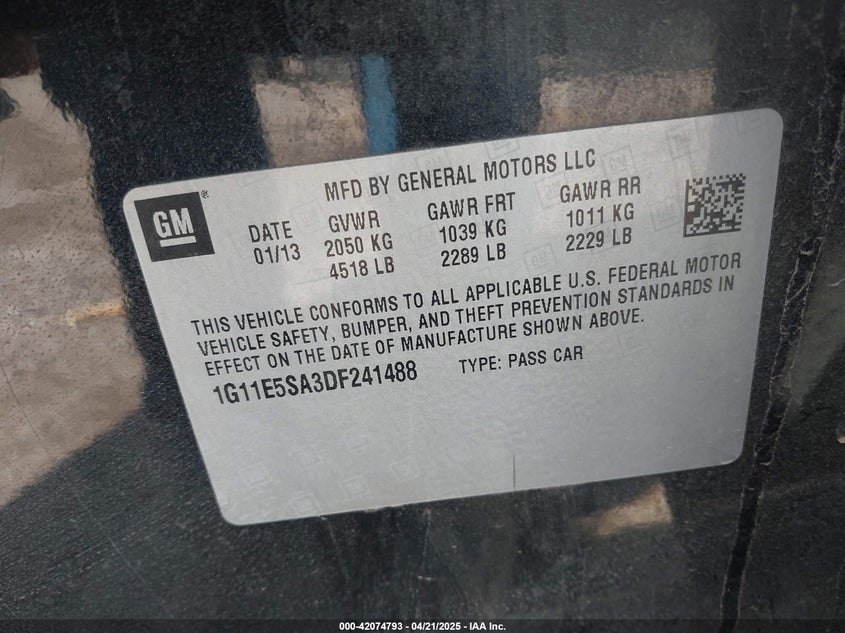 GM ®
MFD BY GENERAL MOTORS LLC
DATE GVWR GAWR FRT GAWR RR
01/13 2050 KG 1039 KG 1011 KG
4518 LB 2289 LB 2229 LB
THIS VEHICLE CONFORMS TO ALL APPLICABLE U.S. FEDERAL MOTOR
VEHICLE SAFETY, BUMPER, AND THEFT PREVENTION STANDARDS IN
EFFECT ON THE DATE OF MANUFACTURE SHOWN ABOVE.
1G11E5SA3DF241488 TYPE: PASS CAR
000-42074793 - 04/21/2025 - IAA Inc.